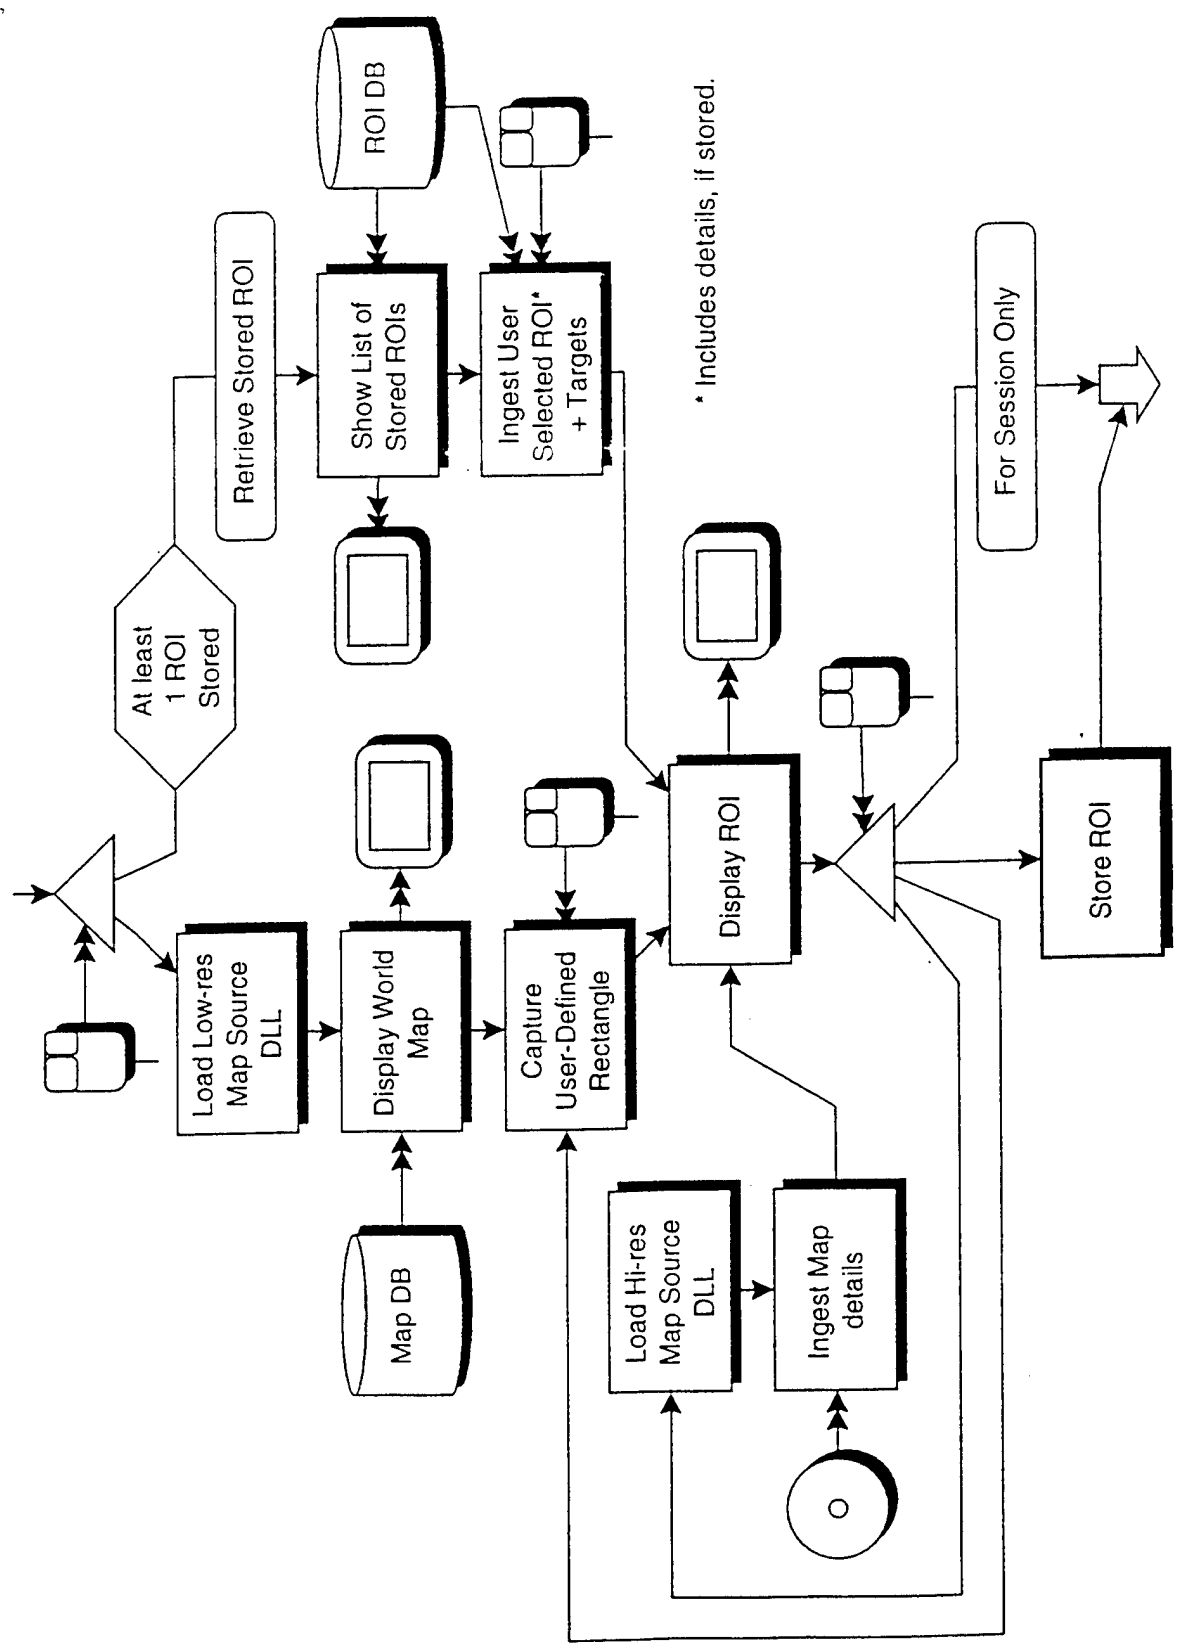 At least
1 ROI
Stored
Retrieve Stored ROI
Load Low-res
Map Source
DLL
Show List of
Stored ROIs
ROI DB
Map DB
Display World
Map
Ingest User
Selected ROI*
+ Targets
Capture
User-Defined
Rectangle
* Includes details, if stored.
Load Hi-res
Map Source
DLL
Display ROI
Ingest Map
details
For Session Only
Store ROI